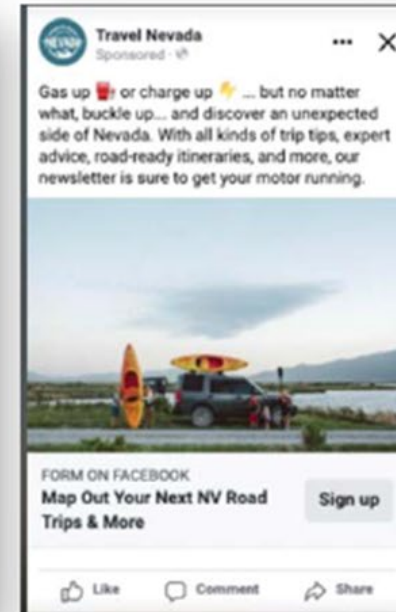 NEVADA
Travel Nevada
Sponsored ·
Gas up ⛽ or charge up ⚡ ... but no matter
what, buckle up... and discover an unexpected
side of Nevada. With all kinds of trip tips, expert
advice, road-ready itineraries, and more, our
newsletter is sure to get your motor running.
FORM ON FACEBOOK
Map Out Your Next NV Road
Trips & More
Sign up
Like
Comment
Share